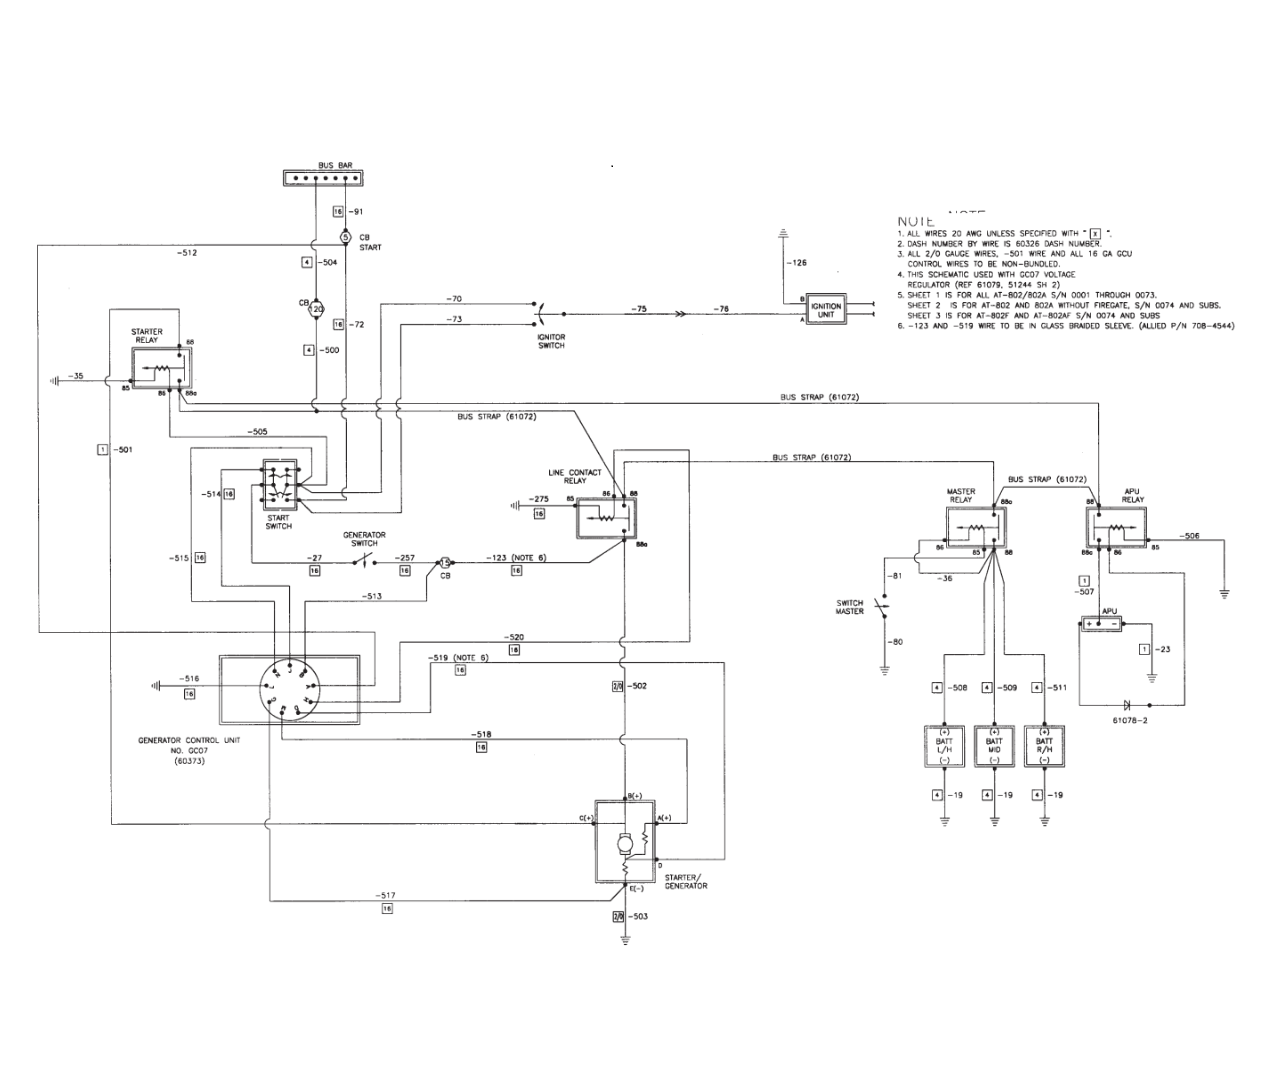 BUS BAR
16 -91
5 CB
START
-512
4 -504
CB 120
16 -72
4 -500
-70
-73
IGNITOR
SWITCH
-75
-76
-126
B
A
IGNITION
UNIT
NOTE
1. ALL WIRES 20 AWG UNLESS SPECIFIED WITH " X ".
2. DASH NUMBER BY WIRE IS 60326 DASH NUMBER.
3. ALL 2/0 GAUGE WIRES, -501 WIRE AND ALL 16 GA GCU
CONTROL WIRES TO BE NON-BUNDLED.
4. THIS SCHEMATIC USED WITH GC07 VOLTAGE
REGULATOR (REF 61079, 51244 SH 2)
5. SHEET 1 IS FOR ALL AT-802/802A S/N 0001 THROUGH 0073.
SHEET 2 IS FOR AT-802 AND 802A WITHOUT FIREGATE, S/N 0074 AND SUBS.
SHEET 3 IS FOR AT-802F AND AT-802AF S/N 0074 AND SUBS
6. -123 AND -519 WIRE TO BE IN GLASS BRAIDED SLEEVE. (ALLIED P/N 708-4544)
STARTER
RELAY
88
-35
85
86
88a
BUS STRAP (61072)
BUS STRAP (61072)
1 -501
-505
-514 16
START
SWITCH
LINE CONTACT
RELAY
86
88
85
88a
-275
16
BUS STRAP (61072)
BUS STRAP (61072)
MASTER
RELAY
88a
86
85
88
APU
RELAY
88
88a
86
85
-506
GENERATOR
SWITCH
-515 16
-27
16
-257
16
15
CB
-123 (NOTE 6)
16
-513
-81
-36
SWITCH
MASTER
-80
1
-507
APU
+ -
1 -23
61078-2
-520
16
-519 (NOTE 6)
16
-516
16
N
J
B
L
A
G
H
E
D
2/0 -502
GENERATOR CONTROL UNIT
NO. GC07
(60373)
-518
16
4 -508
4 -509
4 -511
(+)
BATT
L/H
(-)
(+)
BATT
MID
(-)
(+)
BATT
R/H
(-)
4 -19
4 -19
4 -19
B(+)
C(+)
A(+)
D
E(-)
STARTER/
GENERATOR
-517
16
2/0 -503